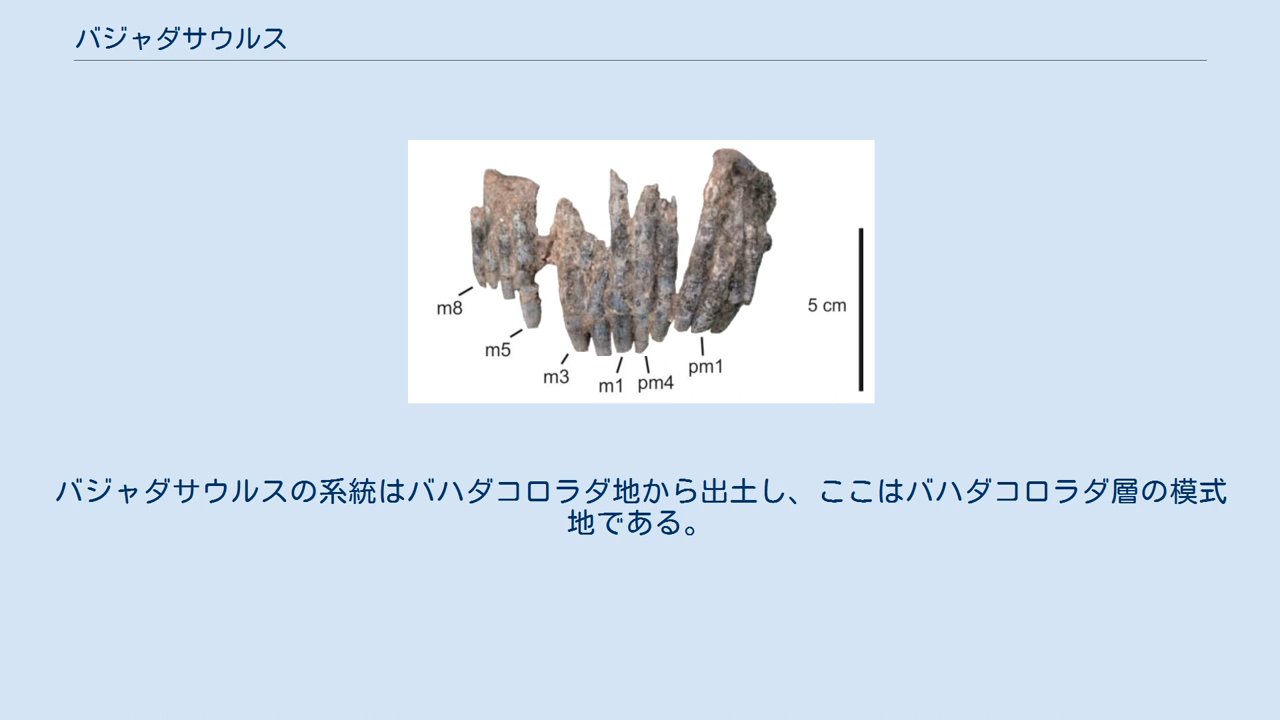 バジャダサウルス
m8
m5
m3
m1
pm4
pm1
5 cm
バジャダサウルスの系統はバハダコロラダ地から出土し、ここはバハダコロラダ層の模式
地である。